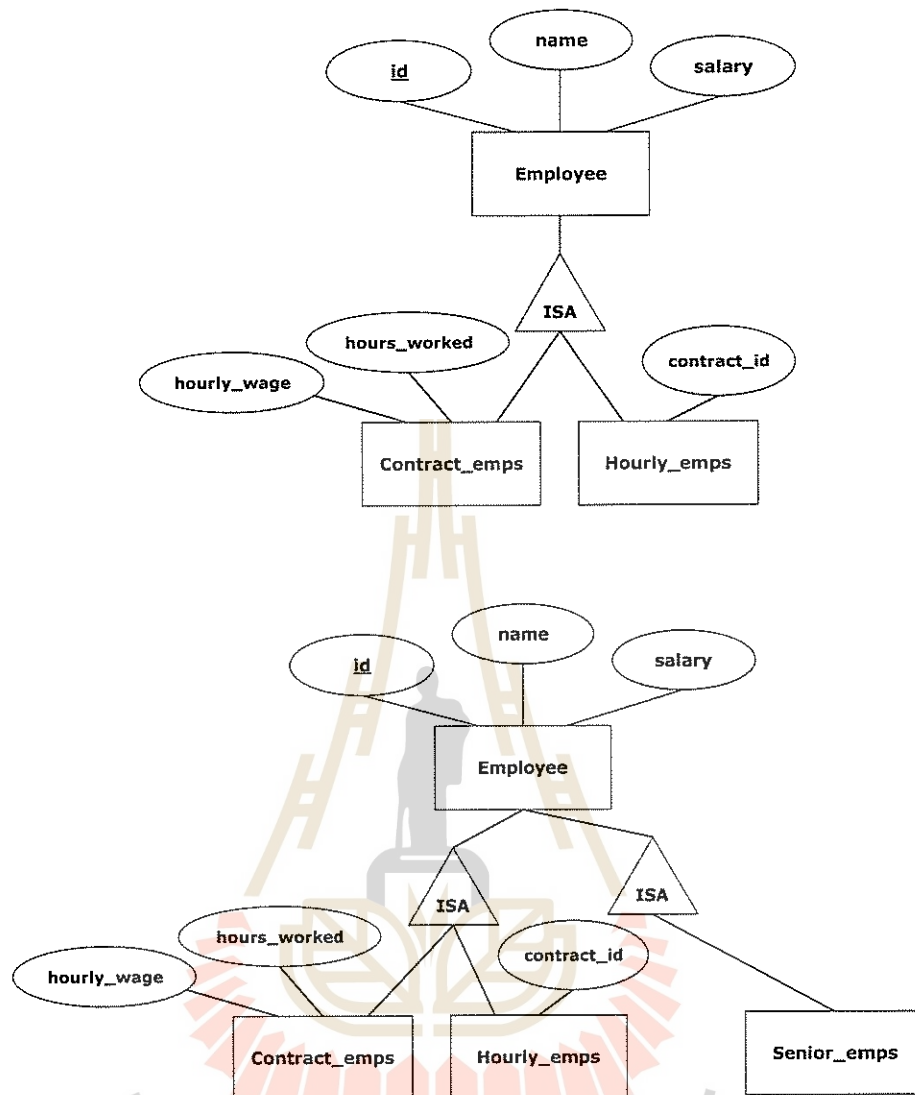 name
id
salary
Employee
ISA
hours_worked
contract_id
hourly_wage
Contract_emps
Hourly_emps
name
id
salary
Employee
ISA
ISA
hours_worked
contract_id
hourly_wage
Contract_emps
Hourly_emps
Senior_emps